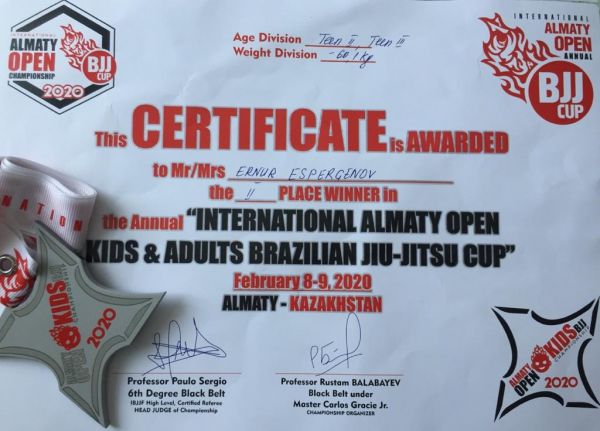 INTERNATIONAL
ALMATY
OPEN
CHAMPIONSHIP
BJJ
CUP
2020
Age Division Teen II, Teen III
Weight Division
INTERNATIONAL
ALMATY
OPEN
ANNUAL
BJJ
CUP
This CERTIFICATE is AWARDED
to Mr/Mrs ERNUR ESPERGENOV
the II PLACE WINNER in
the Annual “INTERNATIONAL ALMATY OPEN
KIDS & ADULTS BRAZILIAN JIU-JITSU CUP”
February 8-9, 2020
ALMATY - KAZAKHSTAN
NATION
KIDS
2020
Professor Paulo Sergio
6th Degree Black Belt
IBJJF High Level, Certified Referee
HEAD JUDGE of Championship
Professor Rustam BALABAYEV
Black Belt under
Master Carlos Gracie Jr.
CHAMPIONSHIP ORGANIZER
ALMATY
OPEN
KIDS BJJ
CHAMPIONSHIP
2020